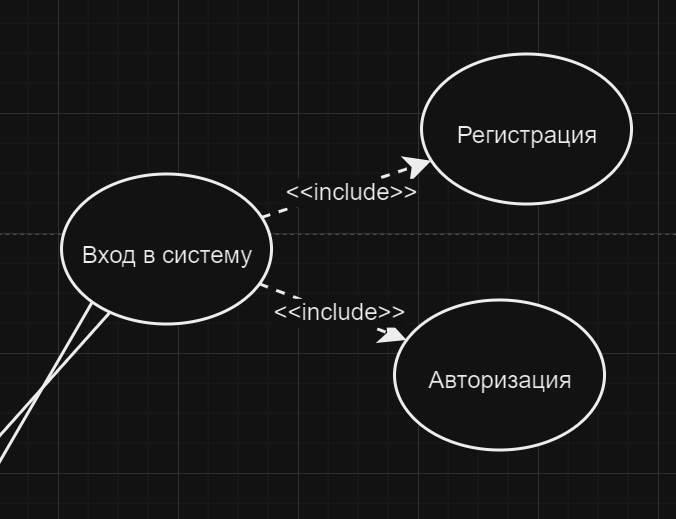 Регистрация
<<include>>
Вход в систему
<<include>>
Авторизация